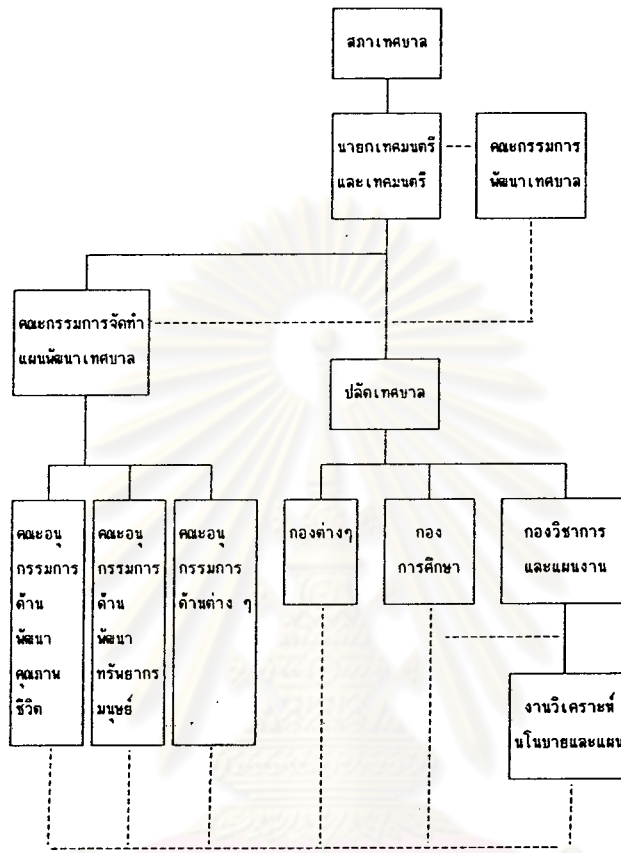 สภาเทศบาล
นายกเทศมนตรี
และเทศมนตรี
คณะกรรมการ
พัฒนาเทศบาล
คณะกรรมการจัดทำ
แผนพัฒนาเทศบาล
ปลัดเทศบาล
คณะอนุ
กรรมการ
ด้าน
พัฒนา
คุณภาพ
ชีวิต
คณะอนุ
กรรมการ
ด้าน
พัฒนา
ทรัพยากร
มนุษย์
คณะอนุ
กรรมการ
ด้านต่าง ๆ
กองต่างๆ
กอง
การศึกษา
กองวิชาการ
และแผนงาน
งานวิเคราะห์
นโนบายและแผน